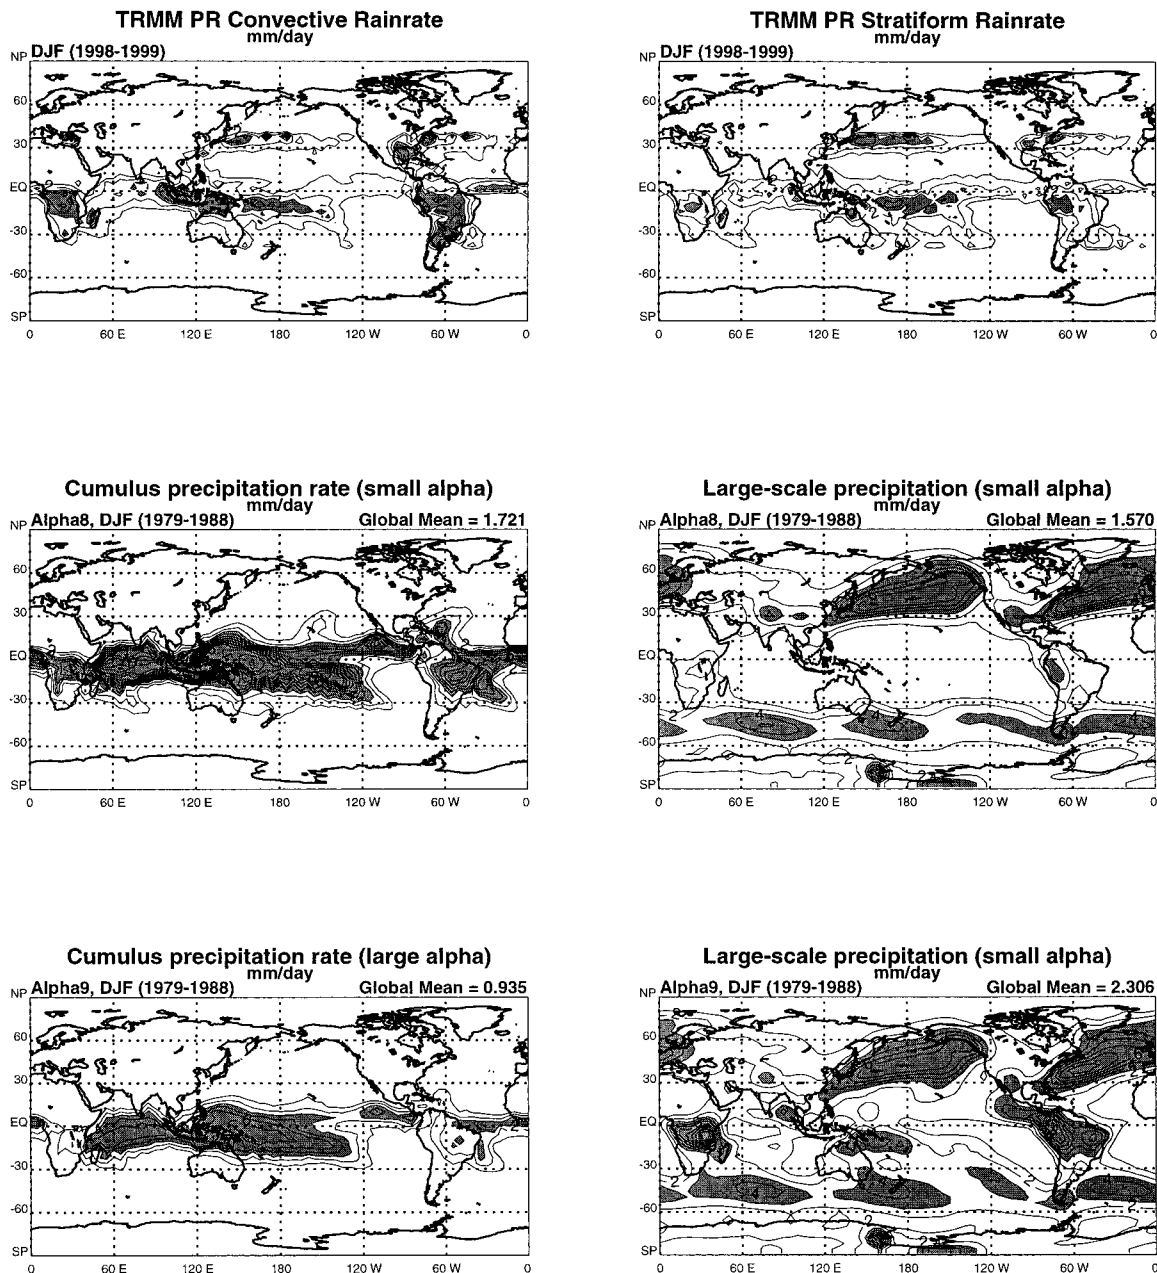 TRMM PR Convective Rainrate
mm/day
DJF (1998-1999)
NP
60
30
EQ
-30
-60
SP
0 60 E 120 E 180 120 W 60 W 0
TRMM PR Stratiform Rainrate
mm/day
DJF (1998-1999)
NP
60
30
EQ
-30
-60
SP
0 60 E 120 E 180 120 W 60 W 0
Cumulus precipitation rate (small alpha)
mm/day
Alpha8, DJF (1979-1988) Global Mean = 1.721
NP
60
30
EQ
-30
-60
SP
0 60 E 120 E 180 120 W 60 W 0
Large-scale precipitation (small alpha)
mm/day
Alpha8, DJF (1979-1988) Global Mean = 1.570
NP
60
30
EQ
-30
-60
SP
0 60 E 120 E 180 120 W 60 W 0
Cumulus precipitation rate (large alpha)
mm/day
Alpha9, DJF (1979-1988) Global Mean = 0.935
NP
60
30
EQ
-30
-60
SP
0 60 E 120 E 180 120 W 60 W 0
Large-scale precipitation (small alpha)
mm/day
Alpha9, DJF (1979-1988) Global Mean = 2.306
NP
60
30
EQ
-30
-60
SP
0 60 E 120 E 180 120 W 60 W 0